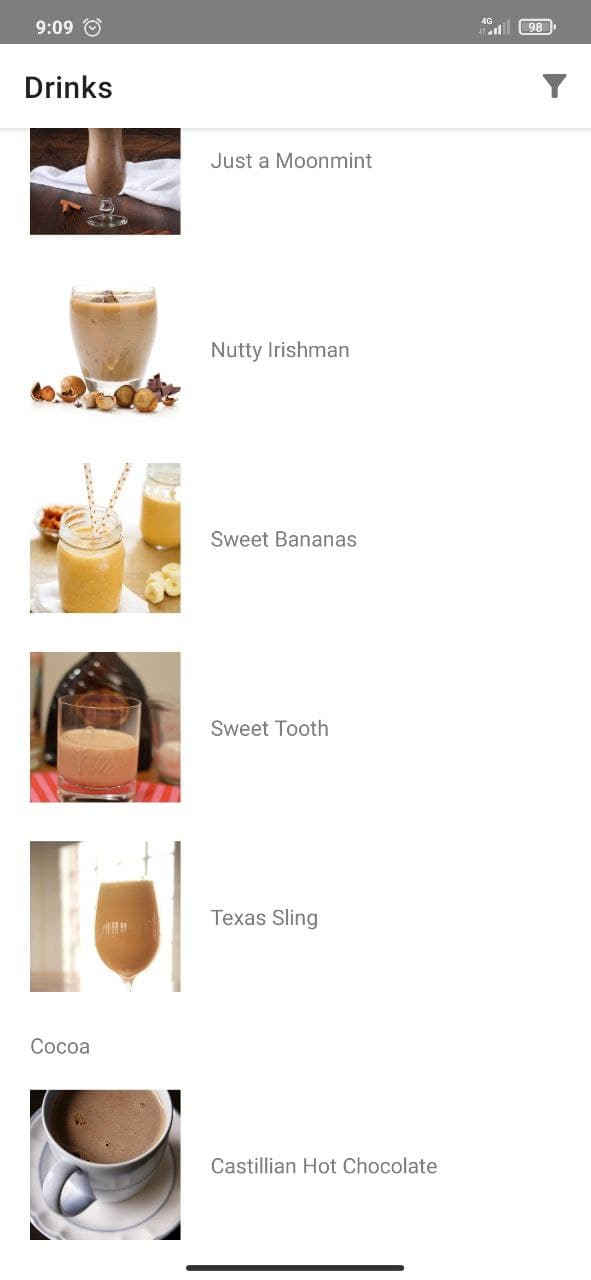 9:09
4G
98
Drinks
Just a Moonmint
Nutty Irishman
Sweet Bananas
Sweet Tooth
Texas Sling
Cocoa
Castillian Hot Chocolate